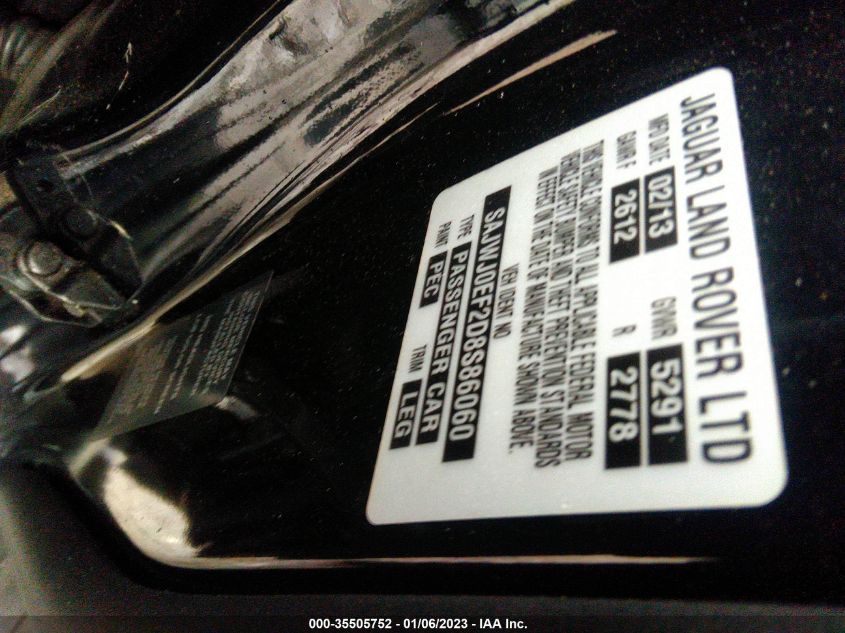 JAGUAR LAND ROVER LTD
MFD DATE 02/13 GVWR 5291
GAWR F 2612 R 2778
THIS VEHICLE CONFORMS TO ALL APPLICABLE FEDERAL MOTOR
VEHICLE SAFETY, BUMPER, AND THEFT PREVENTION STANDARDS
IN EFFECT ON THE DATE OF MANUFACTURE SHOWN ABOVE.
VEH IDENT NO
SAJWJ0EF2D8S86060
TYPE PASSENGER CAR
PAINT PEC TRIM LEG
000-35505752 - 01/06/2023 - IAA Inc.